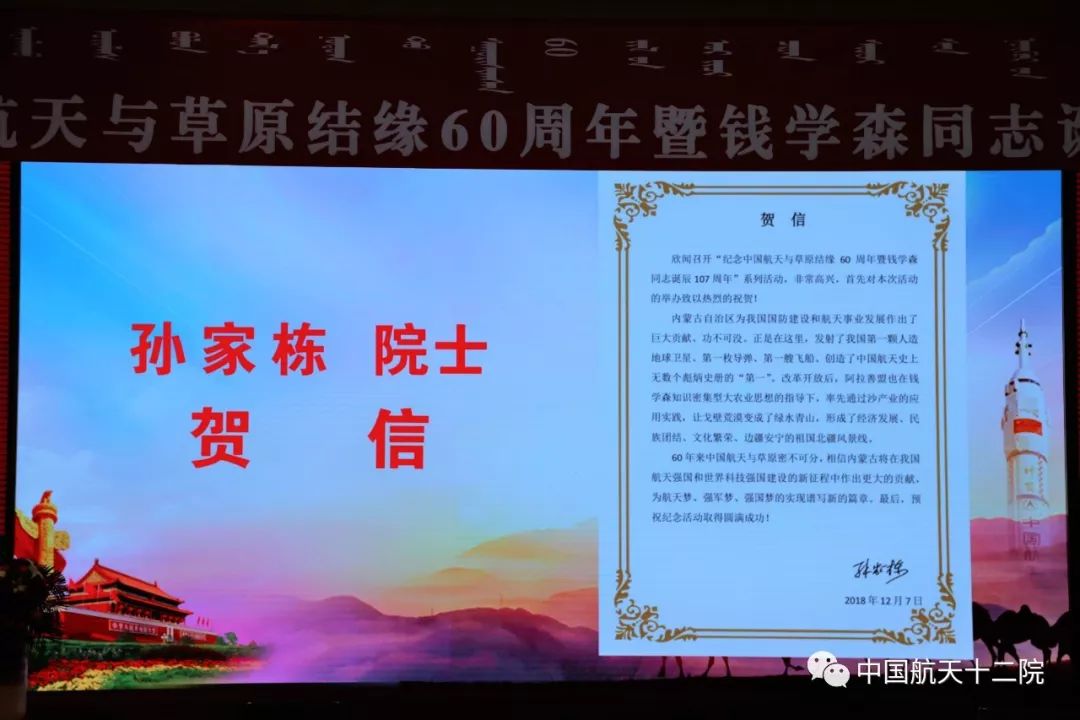 航天与草原结缘60周年暨钱学森同志诞
孙家栋 院士
贺 信
贺 信
欣闻召开“纪念中国航天与草原结缘 60 周年暨钱学森
同志诞辰 107 周年”系列活动，非常高兴，首先对本次活动
的举办致以热烈的祝贺！
内蒙古自治区为我国国防建设和航天事业发展作出了
巨大贡献、功不可没。正是在这里，发射了我国第一颗人造
地球卫星、第一枚导弹、第一艘飞船、创造了中国航天史上
无数个彪炳史册的“第一”。改革开放后，阿拉善盟也在钱
学森知识密集型大农业思想的指导下，率先通过沙产业的应
用实践，让戈壁荒漠变成了绿水青山，形成了经济发展、民
族团结、文化繁荣、边疆安宁的祖国北疆风景线。
60 年来中国航天与草原密不可分，相信内蒙古将在我国
航天强国和世界科技强国建设的新征程中作出更大的贡献，
为航天梦、强军梦、强国梦的实现谱写新的篇章。最后，预
祝纪念活动取得圆满成功！
孙家栋
2018 年 12 月 7 日
中国航天十二院